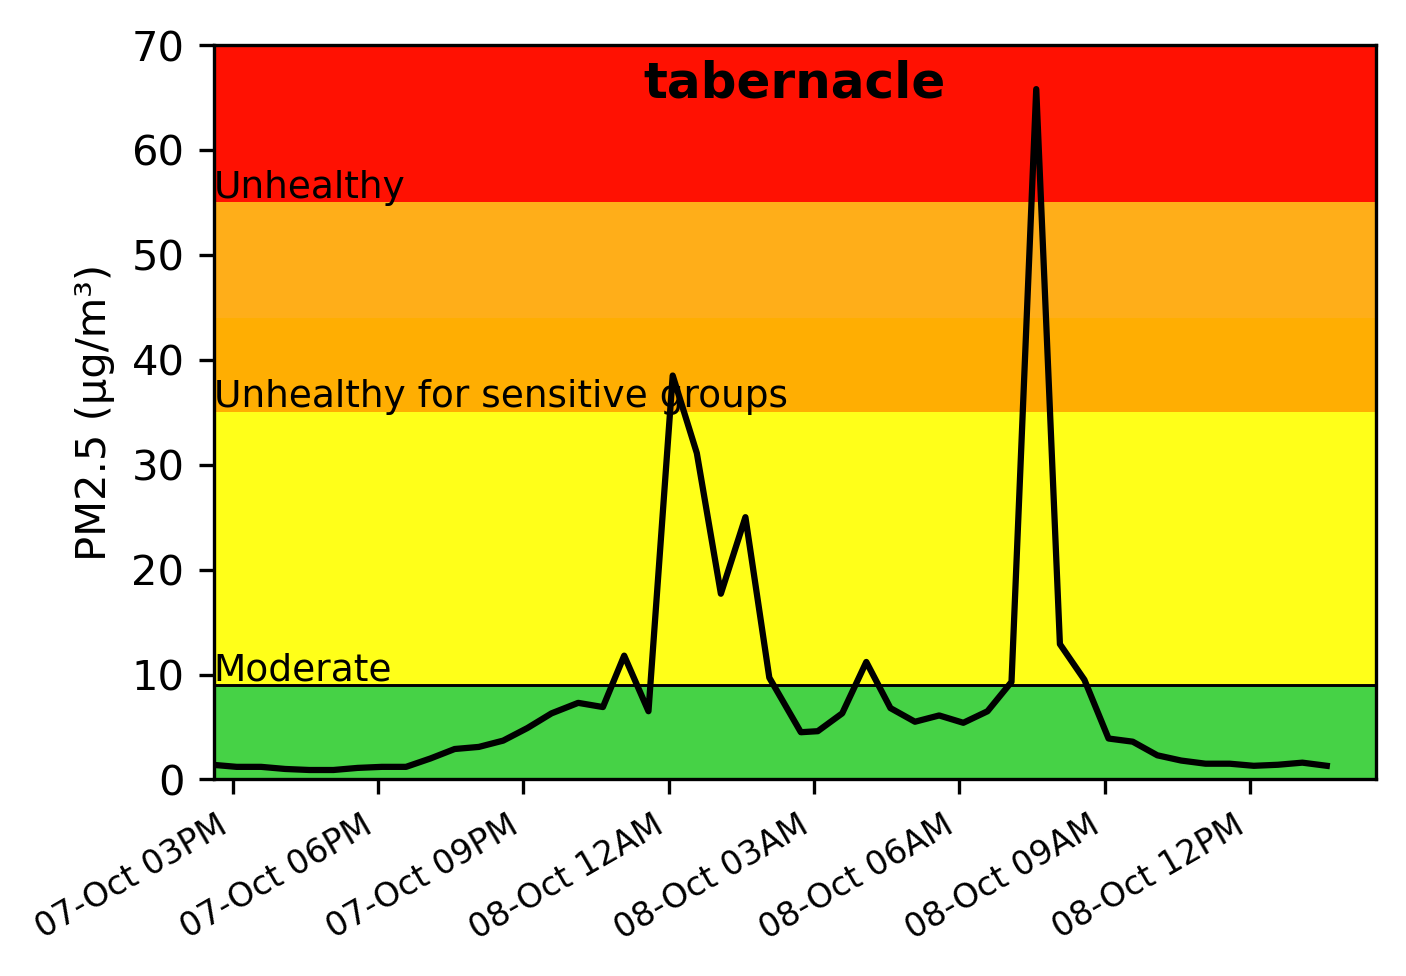 tabernacle
70
60
50
40
30
20
10
0
PM2.5 (µg/m³)
Unhealthy
Unhealthy for sensitive groups
Moderate
07-Oct 03PM
07-Oct 06PM
07-Oct 09PM
08-Oct 12AM
08-Oct 03AM
08-Oct 06AM
08-Oct 09AM
08-Oct 12PM